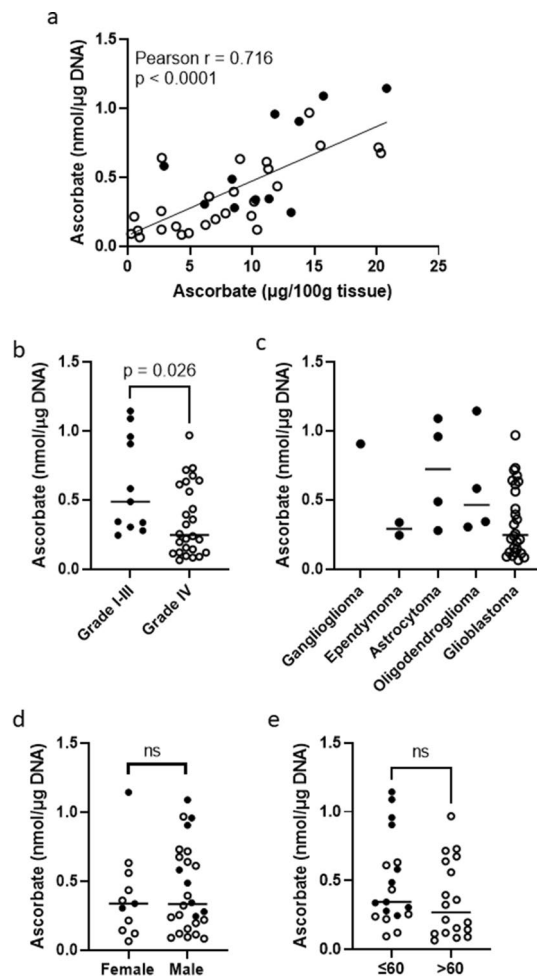 a
Pearson r = 0.716
p < 0.0001
Ascorbate (nmol/µg DNA)
1.5
1.0
0.5
0.0
0 5 10 15 20 25
Ascorbate (µg/100g tissue)
b
p = 0.026
Ascorbate (nmol/µg DNA)
1.5
1.0
0.5
0.0
Grade I-III
Grade IV
c
Ascorbate (nmol/µg DNA)
1.5
1.0
0.5
0.0
Ganglioglioma
Ependymoma
Astrocytoma
Oligodendroglioma
Glioblastoma
d
ns
Ascorbate (nmol/µg DNA)
1.5
1.0
0.5
0.0
Female Male
e
ns
Ascorbate (nmol/µg DNA)
1.5
1.0
0.5
0.0
≤60 >60